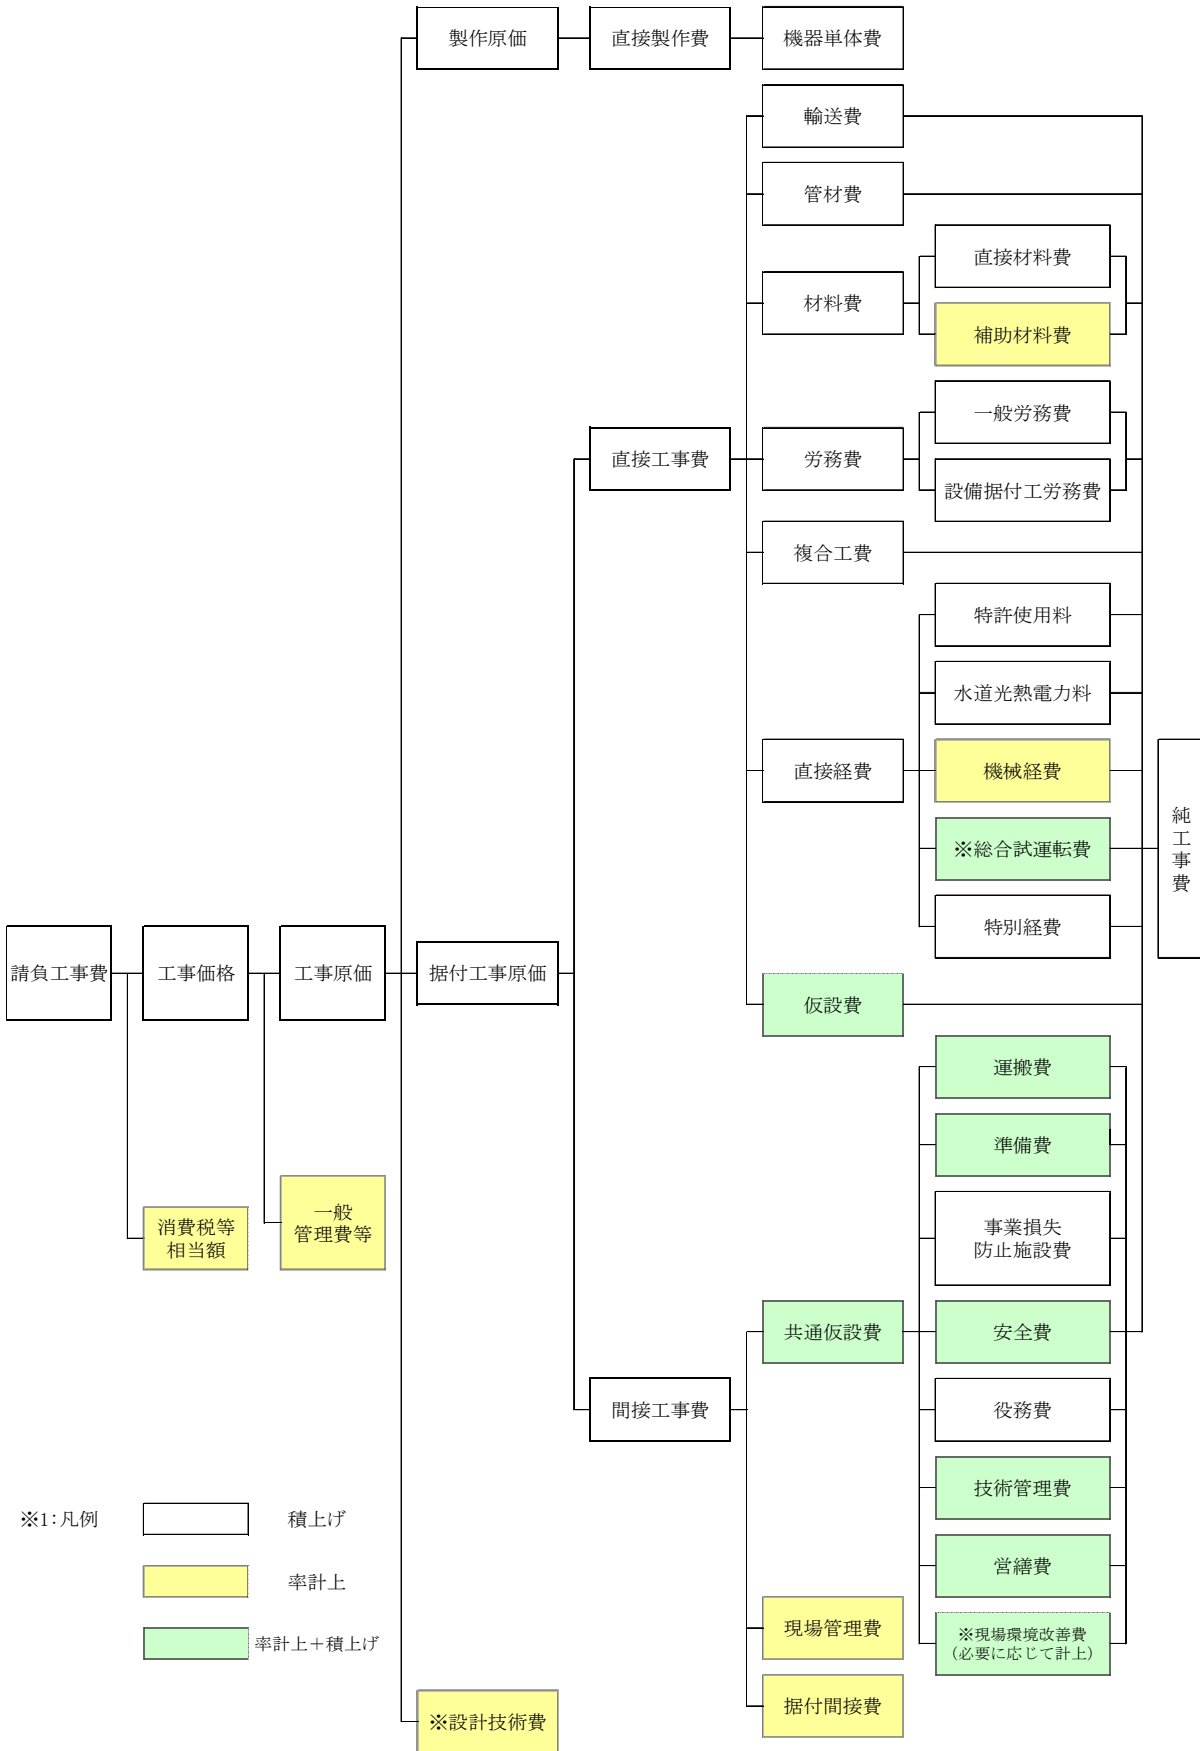 製作原価
直接製作費
機器単体費
輸送費
管材費
直接材料費
材料費
補助材料費
一般労務費
直接工事費
労務費
設備据付工労務費
複合工費
特許使用料
水道光熱電力料
直接経費
機械経費
純工事費
※総合試運転費
特別経費
請負工事費
工事価格
工事原価
据付工事原価
仮設費
運搬費
準備費
消費税等
相当額
一般
管理費等
事業損失
防止施設費
共通仮設費
安全費
間接工事費
役務費
技術管理費
※1:凡例
積上げ
率計上
率計上＋積上げ
営繕費
現場管理費
※現場環境改善費
(必要に応じて計上)
据付間接費
※設計技術費